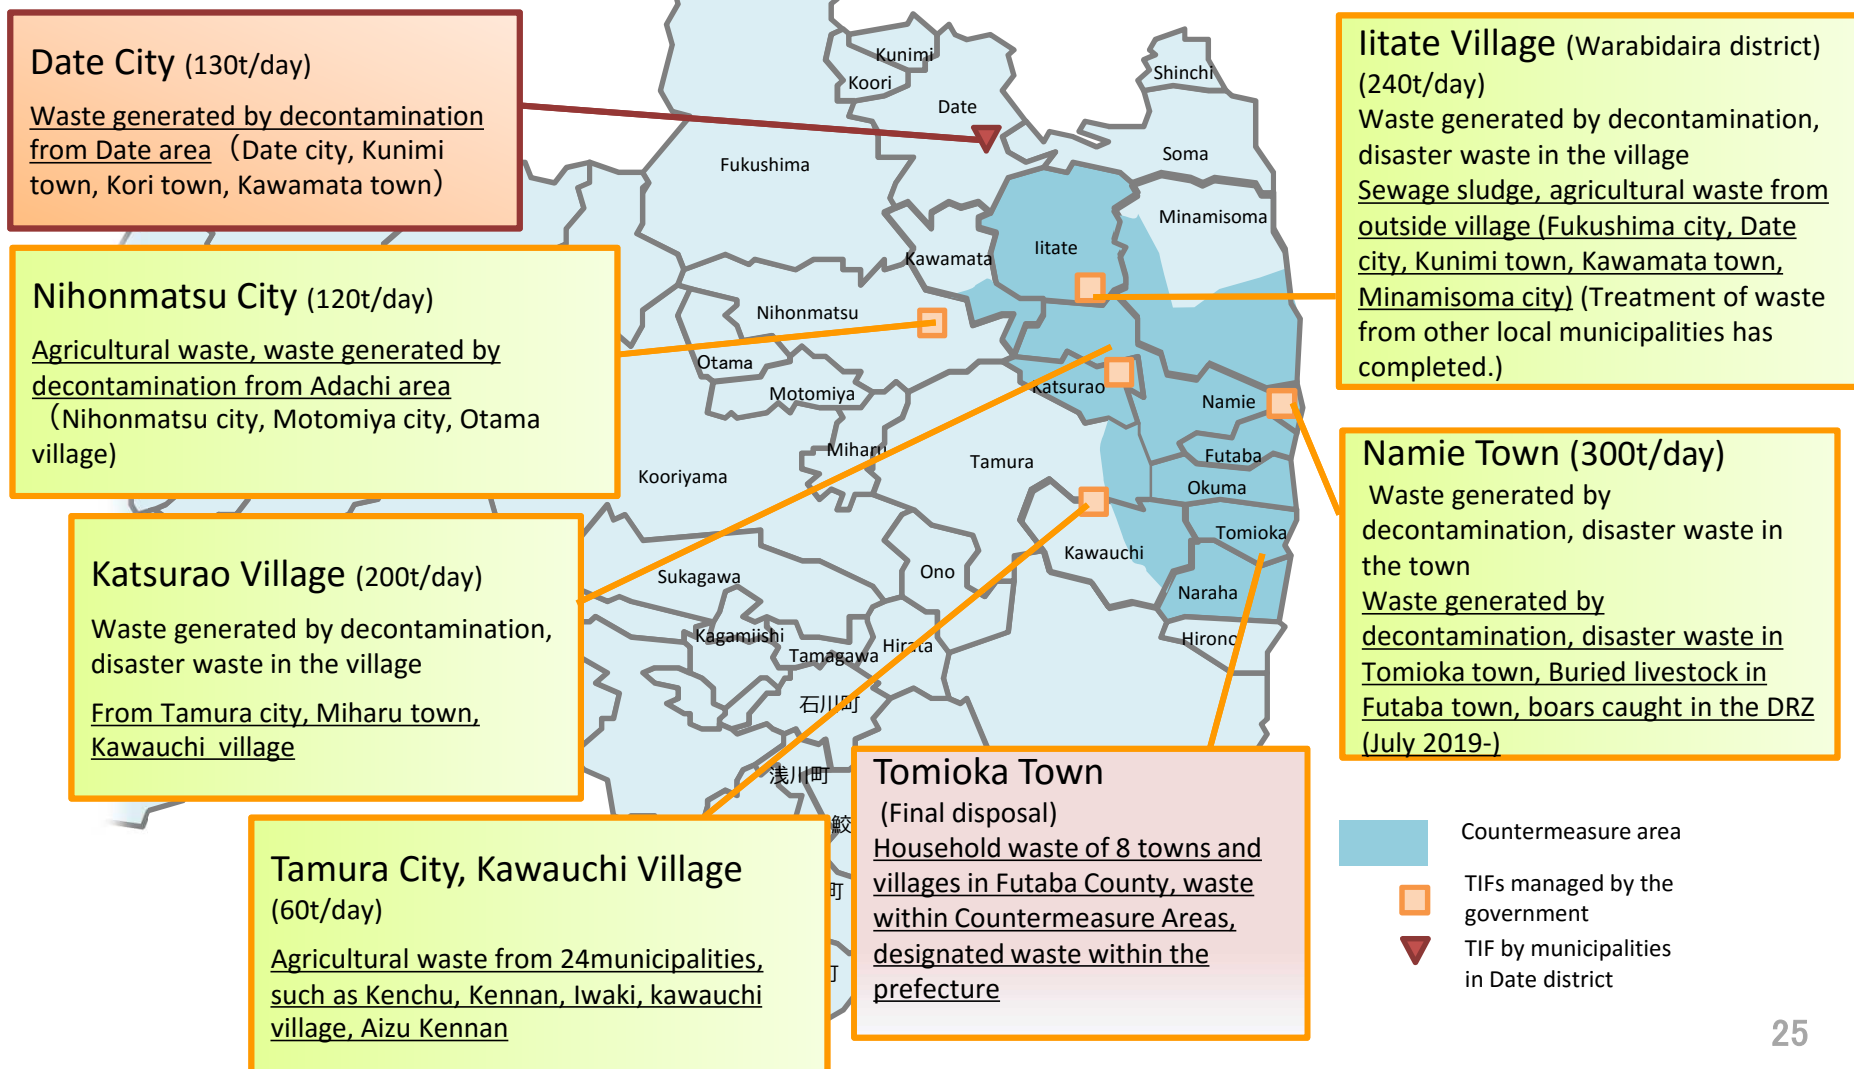 Date City (130t/day)
Waste generated by decontamination
from Date area（Date city, Kunimi
town, Kori town, Kawamata town）
Nihonmatsu City (120t/day)
Agricultural waste, waste generated by
decontamination from Adachi area
（Nihonmatsu city, Motomiya city, Otama
village)
Katsurao Village (200t/day)
Waste generated by decontamination,
disaster waste in the village
From Tamura city, Miharu town,
Kawauchi village
Tamura City, Kawauchi Village
(60t/day)
Agricultural waste from 24municipalities,
such as Kenchu, Kennan, Iwaki, kawauchi
village, Aizu Kennan
Tomioka Town
(Final disposal)
Household waste of 8 towns and
villages in Futaba County, waste
within Countermeasure Areas,
designated waste within the
prefecture
Iitate Village (Warabidaira district)
(240t/day)
Waste generated by decontamination,
disaster waste in the village
Sewage sludge, agricultural waste from
outside village (Fukushima city, Date
city, Kunimi town, Kawamata town,
Minamisoma city) (Treatment of waste
from other local municipalities has
completed.)
Namie Town (300t/day)
Waste generated by
decontamination, disaster waste in
the town
Waste generated by
decontamination, disaster waste in
Tomioka town, Buried livestock in
Futaba town, boars caught in the DRZ
(July 2019-)
Kunimi
Koori
Date
Shinchi
Soma
Fukushima
Minamisoma
Iitate
Kawamata
Nihonmatsu
Otama
Motomiya
Katsurao
Namie
Miharu
Tamura
Futaba
Kooriyama
Okuma
Tomioka
Kawauchi
Ono
Sukagawa
Naraha
Kagamiishi
Tamagawa
Hirata
Hirono
石川町
浅川町
鮫
町
町
Countermeasure area
TIFs managed by the
government
TIF by municipalities
in Date district
25